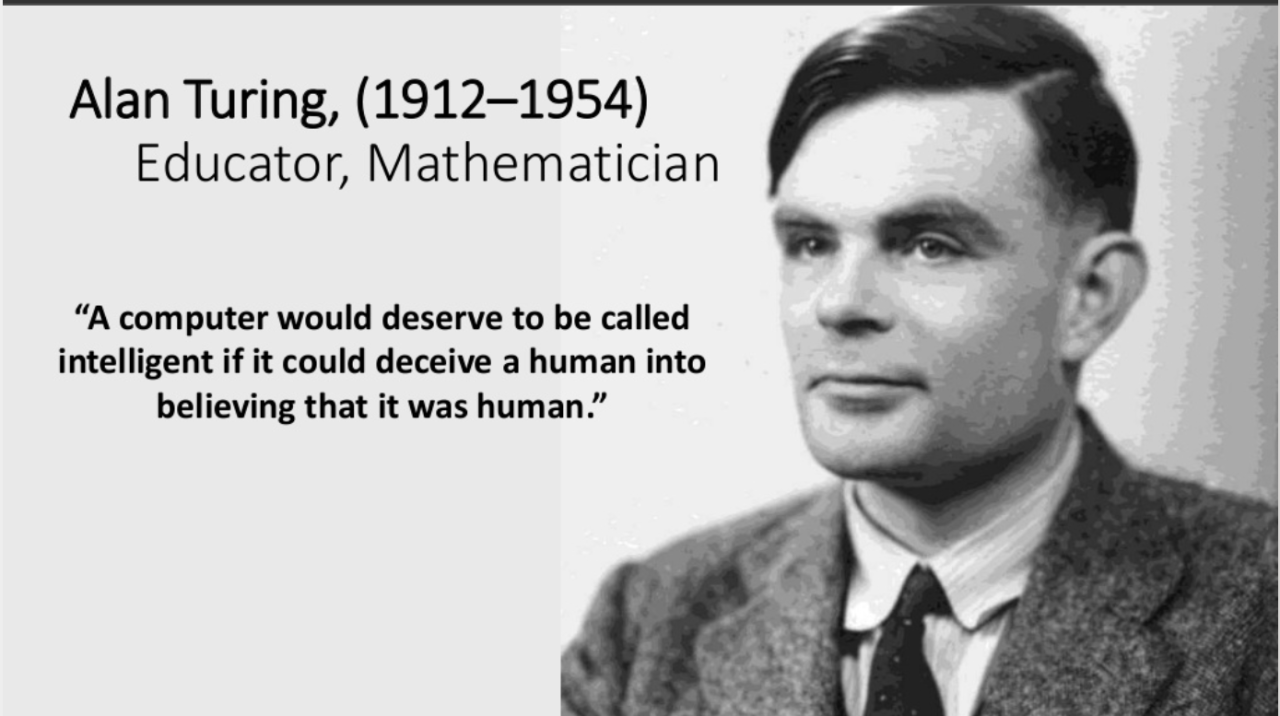 Alan Turing, (1912–1954)
Educator, Mathematician
“A computer would deserve to be called
intelligent if it could deceive a human into
believing that it was human.”